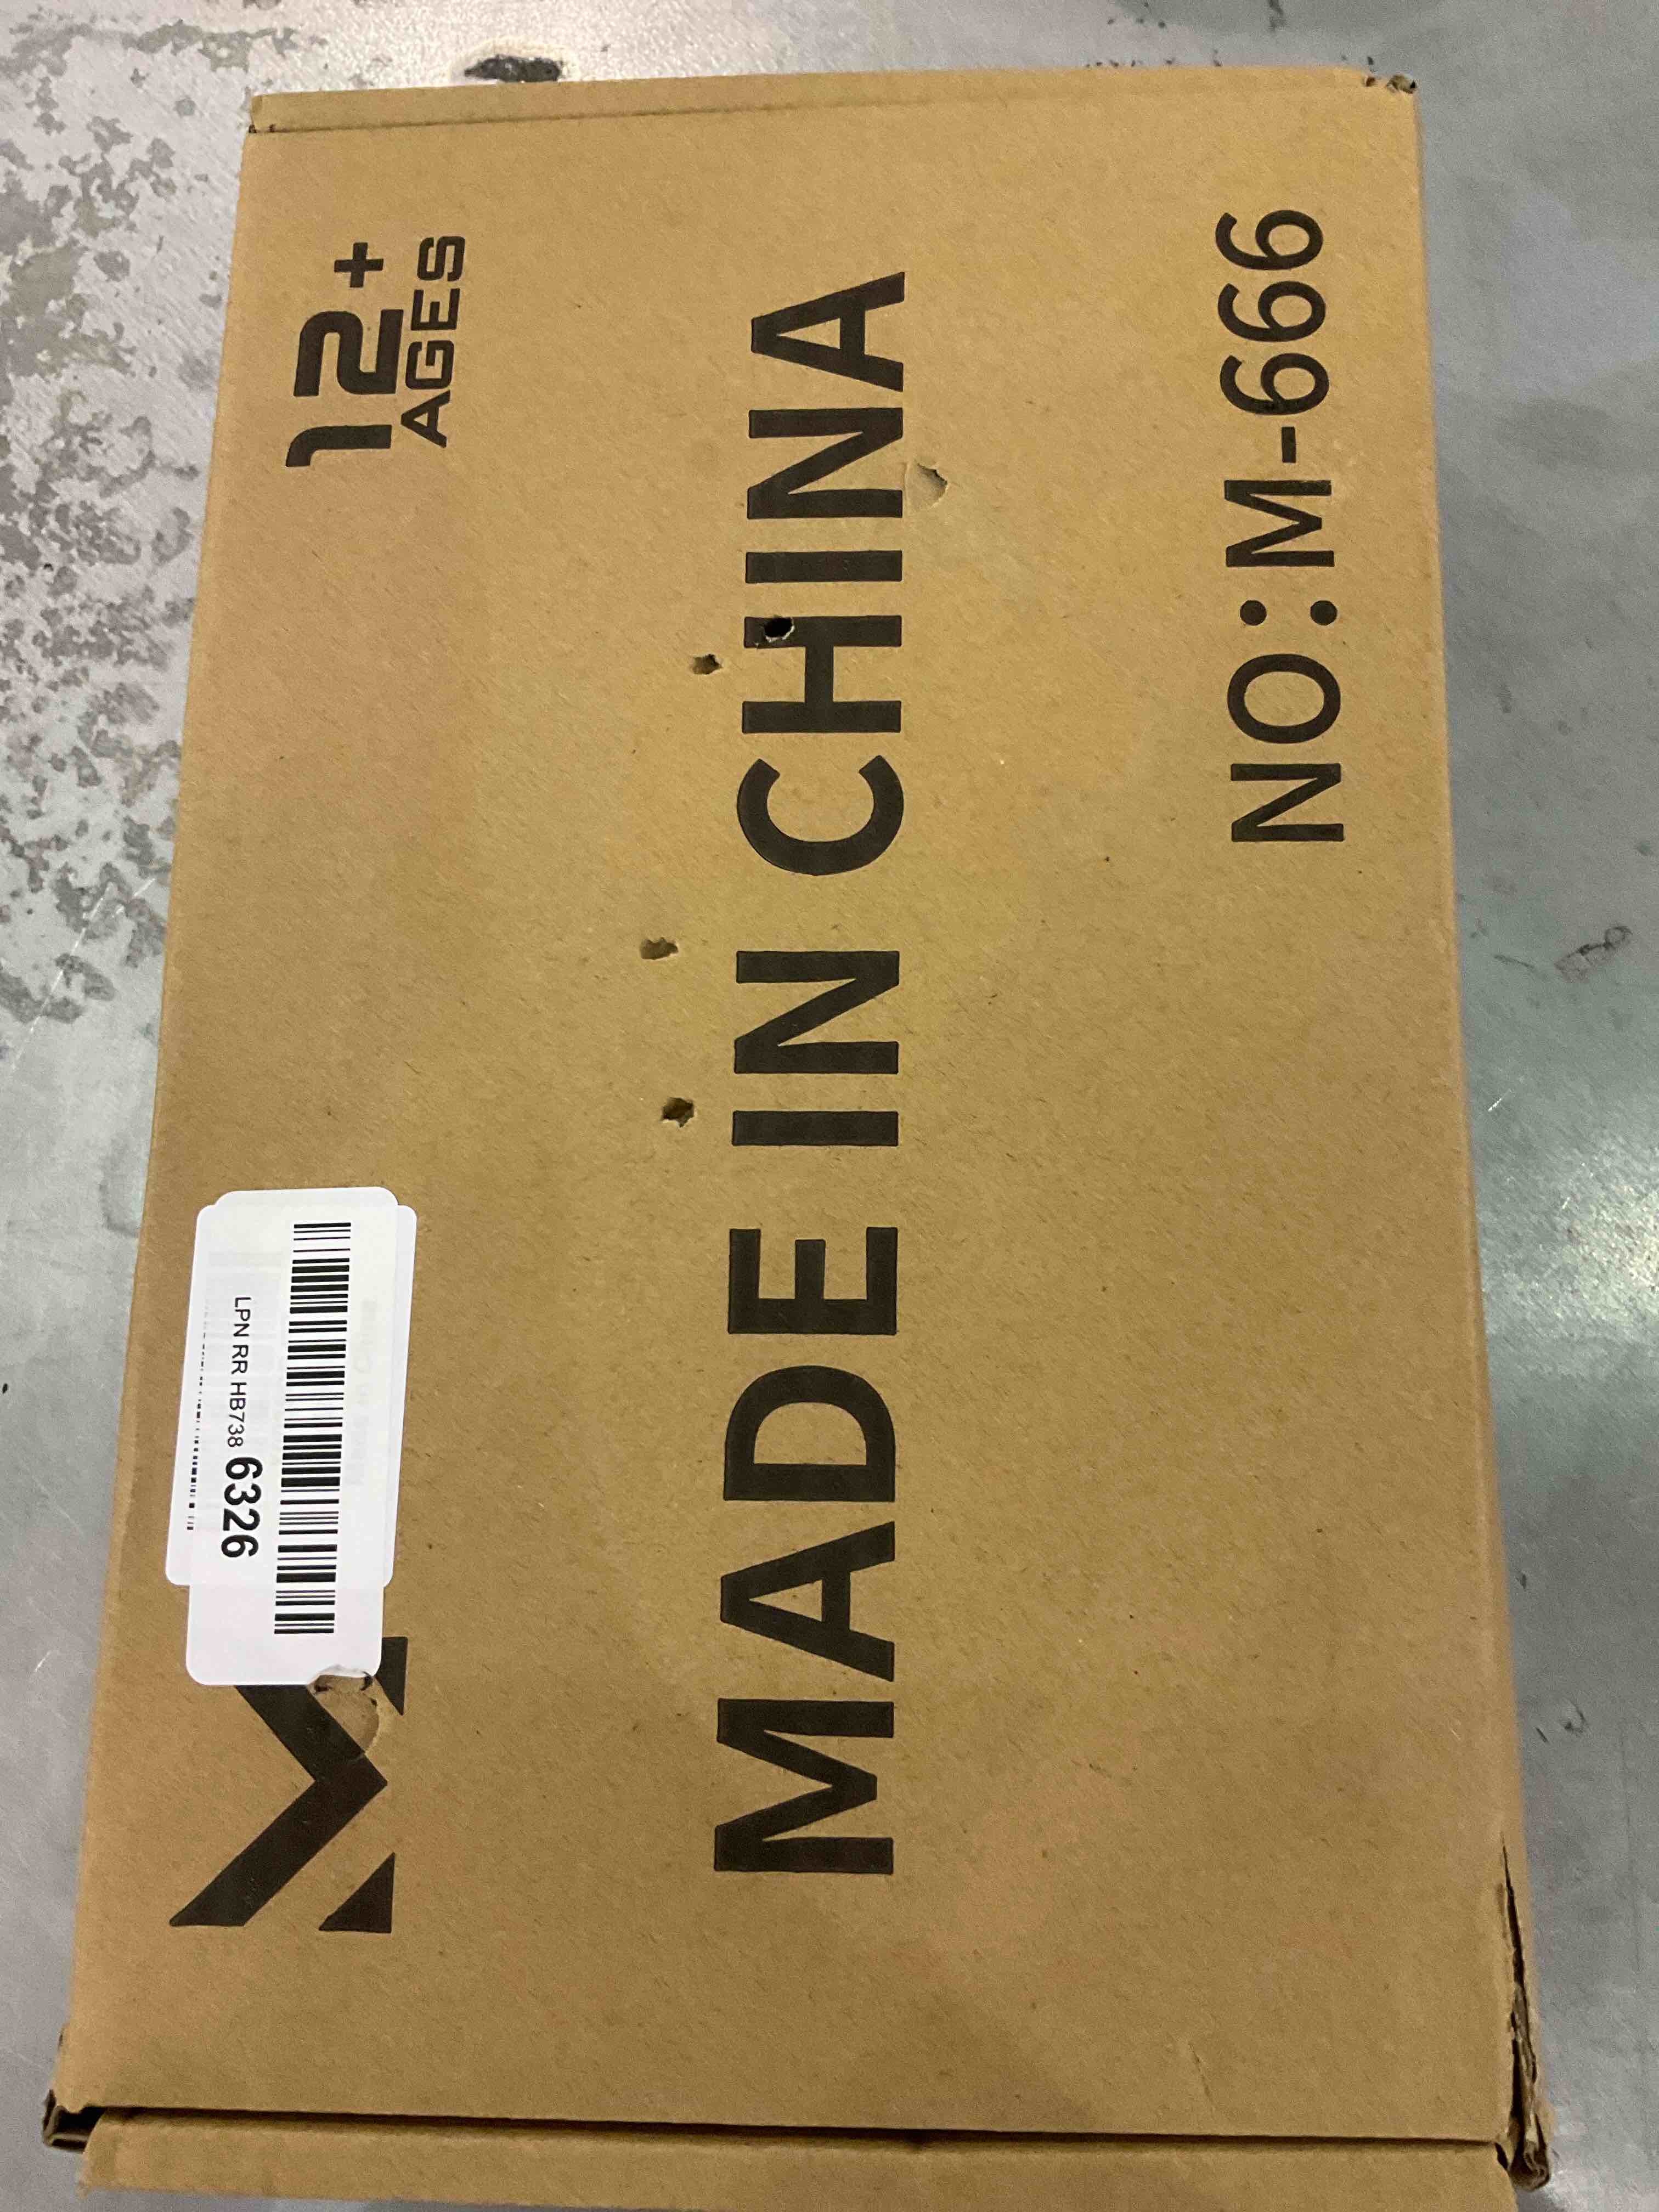 12+
AGES
MADE IN CHINA
NO:M-666
LPN RR HB738 6326